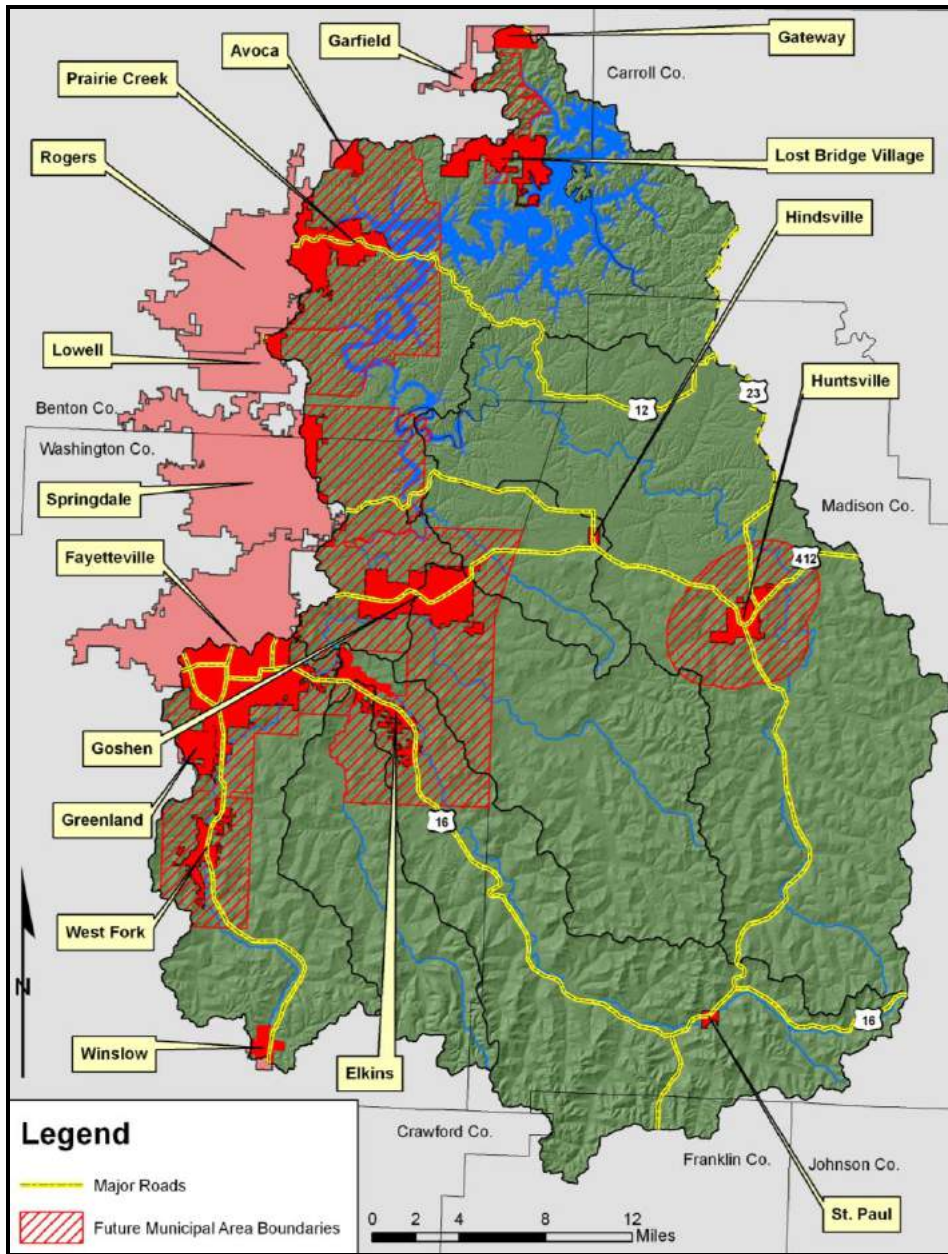 Garfield
Gateway
Avoca
Carroll Co.
Prairie Creek
Rogers
Lost Bridge Village
Hindsville
Lowell
Huntsville
23
12
Benton Co.
Washington Co.
Springdale
Madison Co.
Fayetteville
412
Goshen
Greenland
16
West Fork
N
16
Winslow
Elkins
Legend
Crawford Co.
Franklin Co.
Johnson Co.
Major Roads
St. Paul
Future Municipal Area Boundaries
0 2 4 8 12
Miles